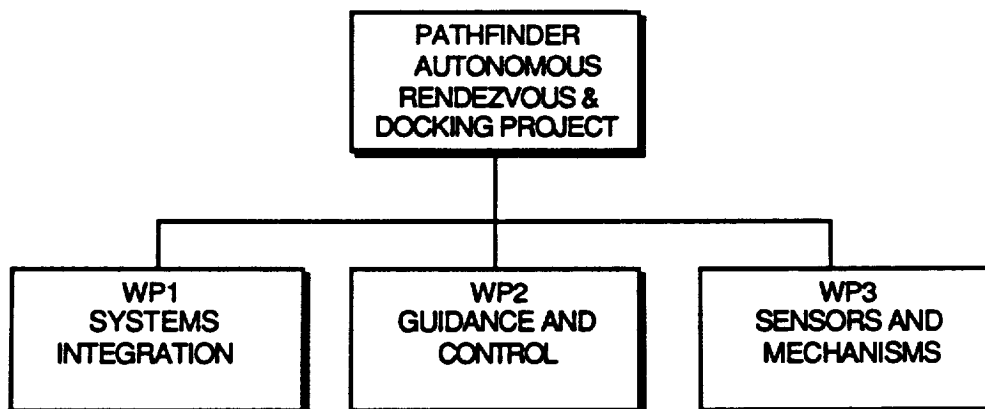 PATHFINDER
AUTONOMOUS
RENDEZVOUS &
DOCKING PROJECT
WP1
SYSTEMS
INTEGRATION
WP2
GUIDANCE AND
CONTROL
WP3
SENSORS AND
MECHANISMS